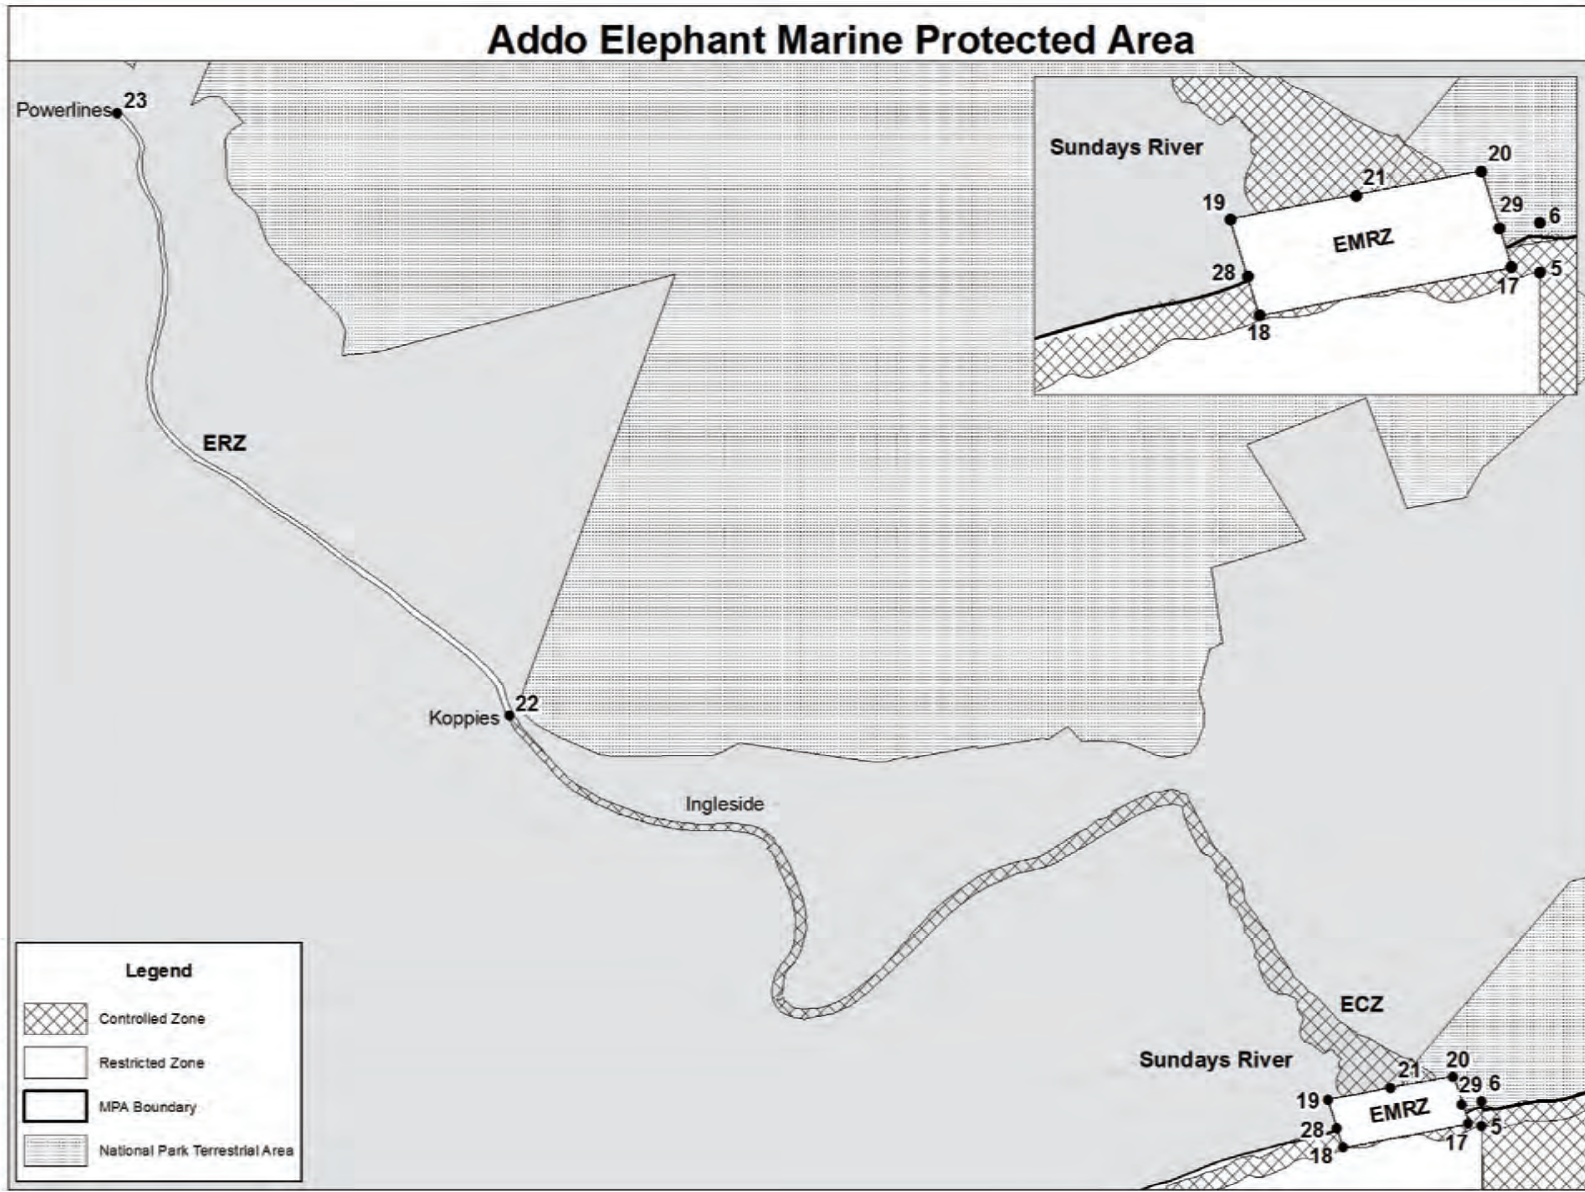 Addo Elephant Marine Protected Area
Powerlines
23
Sundays River
20
21
19
29
6
EMRZ
28
5
17
18
ERZ
22
Koppies
Ingleside
ECZ
Sundays River
20
21
29
6
19
EMRZ
28
5
17
18
Legend
Controlled Zone
Restricted Zone
MPA Boundary
National Park Terrestrial Area